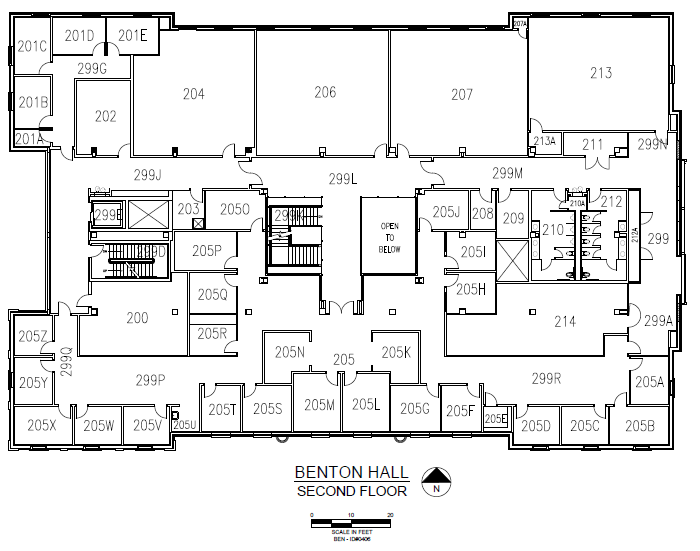 207A
201C
201D
201E
299G
204
206
207
213
201B
202
201A
213A
211
299N
299J
299L
299M
299E
203
205O
299K
OPEN
TO
BELOW
205J
208
209
210A
210
212
212A
299
299D
205P
205I
205Q
205H
200
214
299A
205Z
299Q
205R
205N
205
205K
205Y
299P
299R
205A
205X
205W
205V
205U
205T
205S
205M
205L
205G
205F
205E
205D
205C
205B
BENTON HALL
SECOND FLOOR
N
0 10 20
SCALE IN FEET
BEN - ID#0406